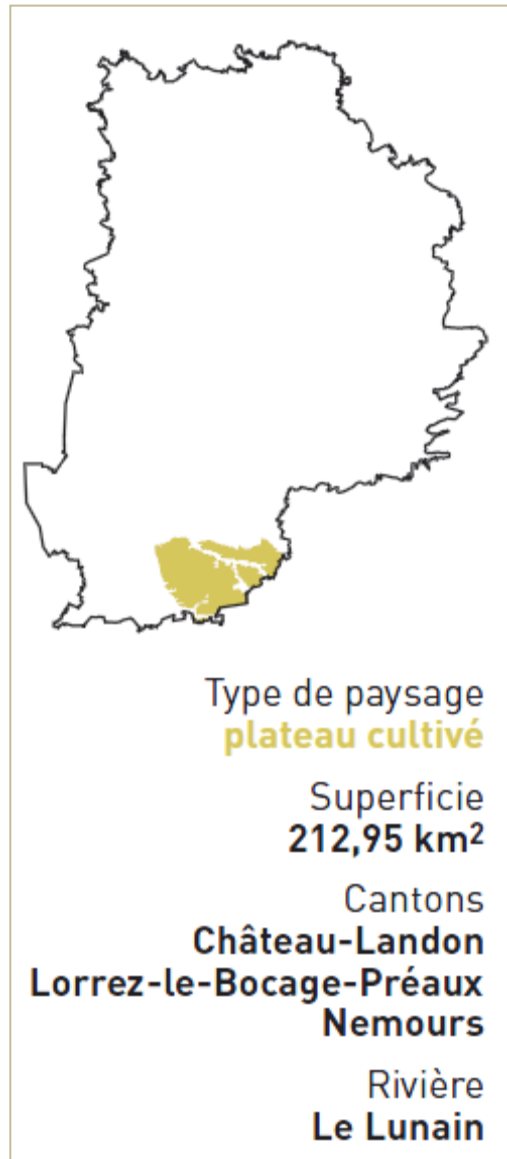 Type de paysage
plateau cultivé
Superficie
212,95 km²
Cantons
Château-Landon
Lorrez-le-Bocage-Préaux
Nemours
Rivière
Le Lunain